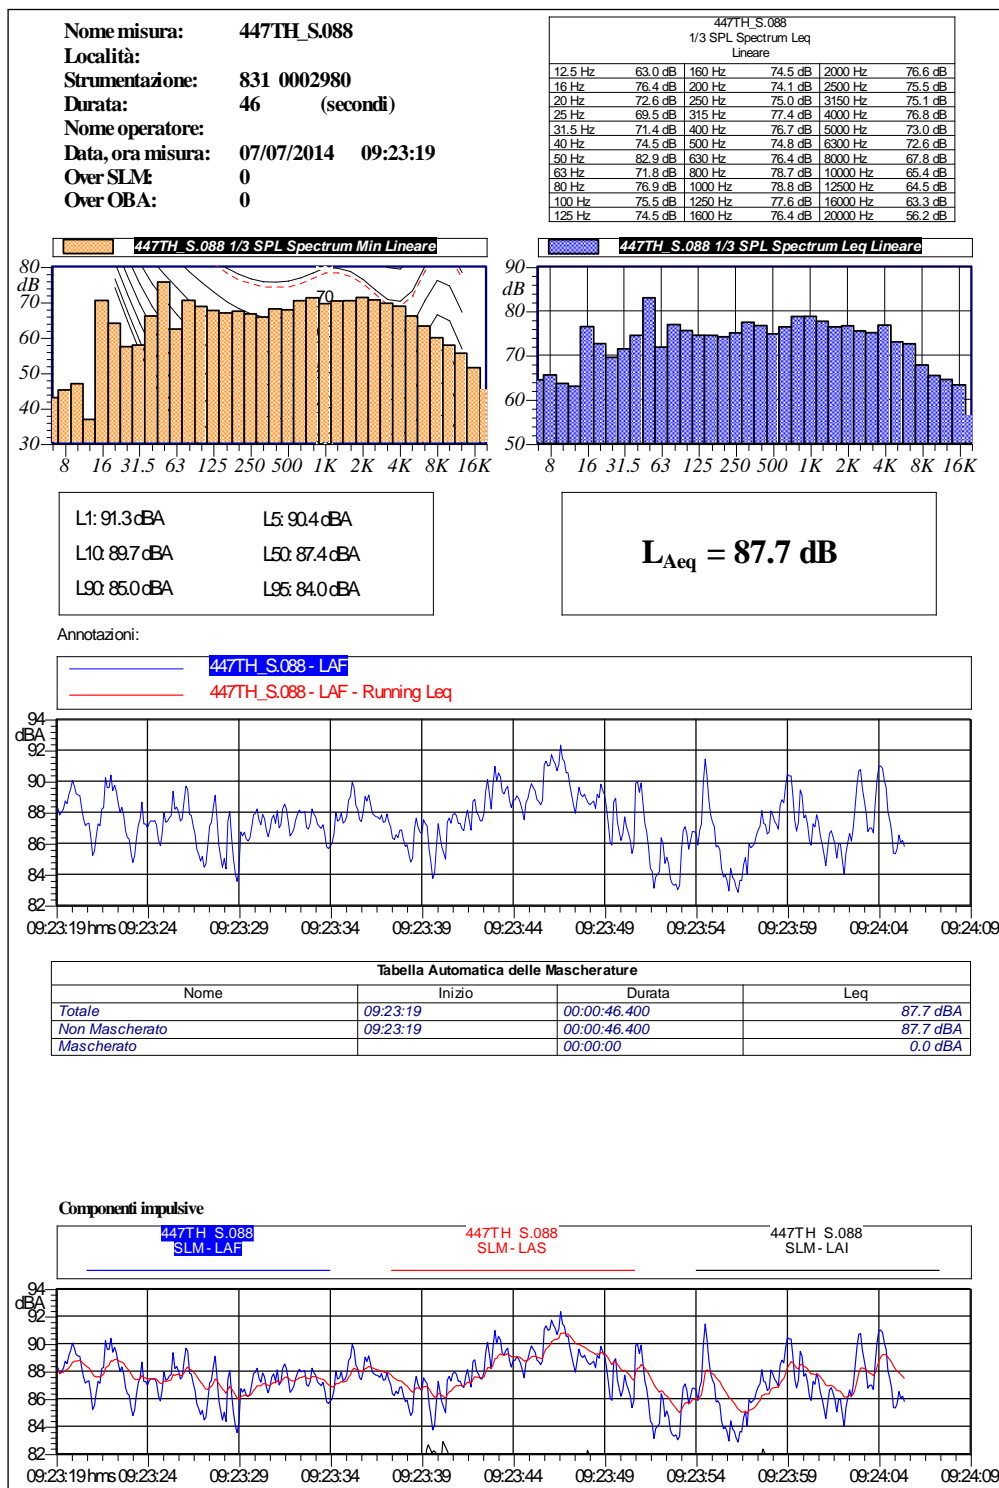 Nome misura: 447TH_S.088
Località:
Strumentazione: 831 0002980
Durata: 46 (secondi)
Nome operatore:
Data, ora misura: 07/07/2014 09:23:19
Over SLM: 0
Over OBA: 0
447TH_S.088
1/3 SPL Spectrum Leq
Lineare
12.5 Hz 63.0 dB 160 Hz 74.5 dB 2000 Hz 76.6 dB
16 Hz 76.4 dB 200 Hz 74.1 dB 2500 Hz 75.5 dB
20 Hz 72.6 dB 250 Hz 75.0 dB 3150 Hz 75.1 dB
25 Hz 69.5 dB 315 Hz 77.4 dB 4000 Hz 76.8 dB
31.5 Hz 71.4 dB 400 Hz 76.7 dB 5000 Hz 73.0 dB
40 Hz 74.5 dB 500 Hz 74.8 dB 6300 Hz 72.6 dB
50 Hz 82.9 dB 630 Hz 76.4 dB 8000 Hz 67.8 dB
63 Hz 71.8 dB 800 Hz 78.7 dB 10000 Hz 65.4 dB
80 Hz 76.9 dB 1000 Hz 78.8 dB 12500 Hz 64.5 dB
100 Hz 75.5 dB 1250 Hz 77.6 dB 16000 Hz 63.3 dB
125 Hz 74.5 dB 1600 Hz 76.4 dB 20000 Hz 56.2 dB
447TH_S.088 1/3 SPL Spectrum Min Lineare
80
dB
70
60
50
40
30
70
8 16 31.5 63 125 250 500 1K 2K 4K 8K 16K
447TH_S.088 1/3 SPL Spectrum Leq Lineare
90
dB
80
70
60
50
8 16 31.5 63 125 250 500 1K 2K 4K 8K 16K
L1: 91.3 dBA L5: 90.4 dBA
L10: 89.7 dBA L50: 87.4 dBA
L90: 85.0 dBA L95: 84.0 dBA
LAeq = 87.7 dB
Annotazioni:
447TH_S.088 - LAF
447TH_S.088 - LAF - Running Leq
94
dBA
92
90
88
86
84
82
09:23:19 hms 09:23:24 09:23:29 09:23:34 09:23:39 09:23:44 09:23:49 09:23:54 09:23:59 09:24:04 09:24:09
Tabella Automatica delle Mascherature
Nome Inizio Durata Leq
Totale 09:23:19 00:00:46.400 87.7 dBA
Non Mascherato 09:23:19 00:00:46.400 87.7 dBA
Mascherato 00:00:00 0.0 dBA
Componenti impulsive
447TH_S.088 447TH_S.088 447TH_S.088
SLM - LAF SLM - LAS SLM - LAI
94
dBA
92
90
88
86
84
82
09:23:19 hms 09:23:24 09:23:29 09:23:34 09:23:39 09:23:44 09:23:49 09:23:54 09:23:59 09:24:04 09:24:09